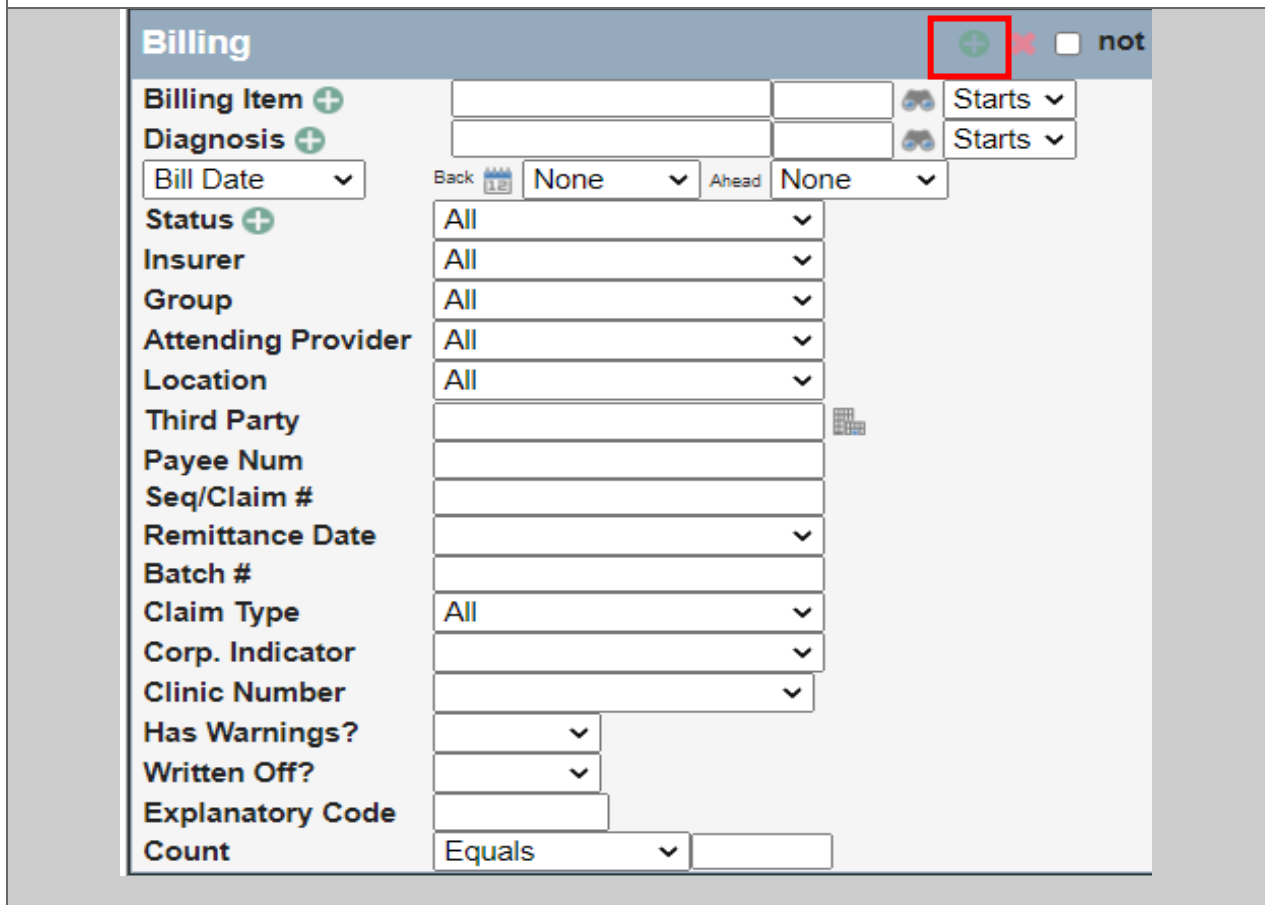 Billing not
Billing Item Starts
Diagnosis Starts
Bill Date Back 12 None Ahead None
Status All
Insurer All
Group All
Attending Provider All
Location All
Third Party
Payee Num
Seq/Claim #
Remittance Date
Batch #
Claim Type All
Corp. Indicator
Clinic Number
Has Warnings?
Written Off?
Explanatory Code
Count Equals